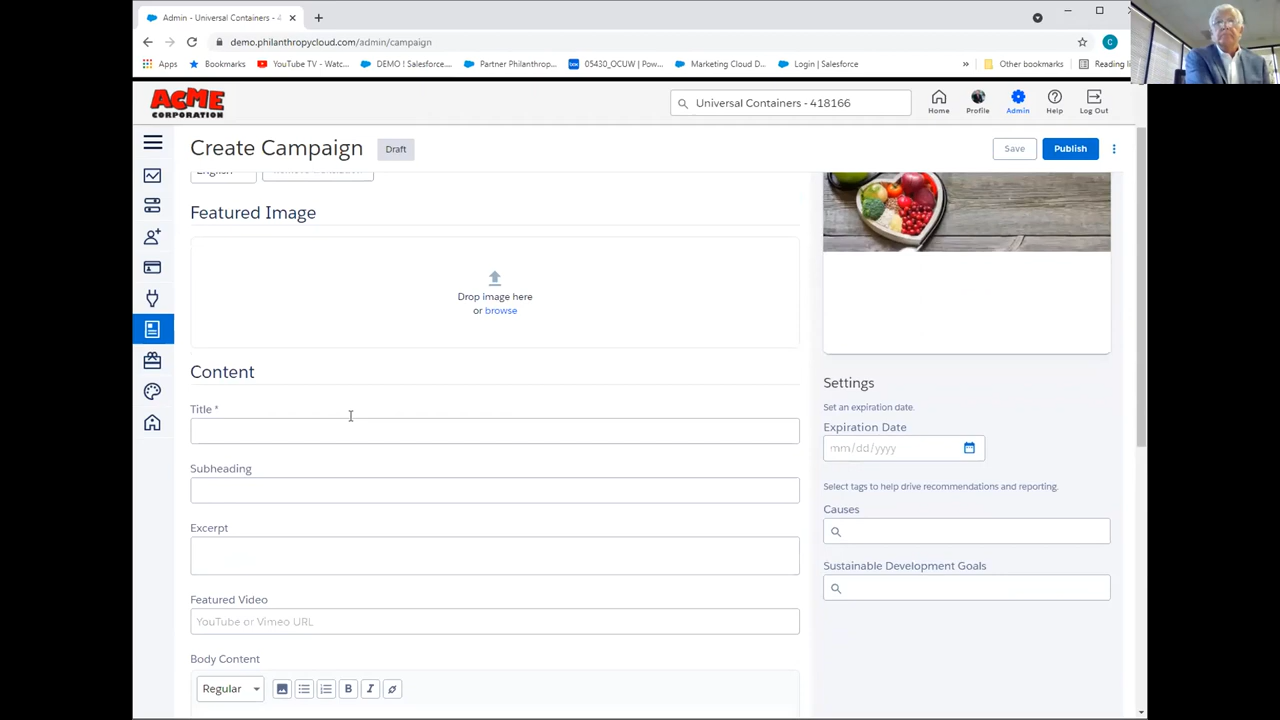 Admin - Universal Containers - 4
demo.philanthropycloud.com/admin/campaign
C
Apps
Bookmarks
YouTube TV - Watc...
DEMO ! Salesforce....
Partner Philanthrop...
box
05430_OCUW | Pow...
Marketing Cloud D...
Login | Salesforce
»
Other bookmarks
Reading li
ACME
CORPORATION
Universal Containers - 418166
Home
Profile
Admin
Help
Log Out
Create Campaign
Draft
Save
Publish
English
Featured Image
Drop image here
or browse
Content
Title *
Subheading
Excerpt
Featured Video
YouTube or Vimeo URL
Body Content
Regular
B
I
Settings
Set an expiration date.
Expiration Date
mm/dd/yyyy
Select tags to help drive recommendations and reporting.
Causes
Sustainable Development Goals